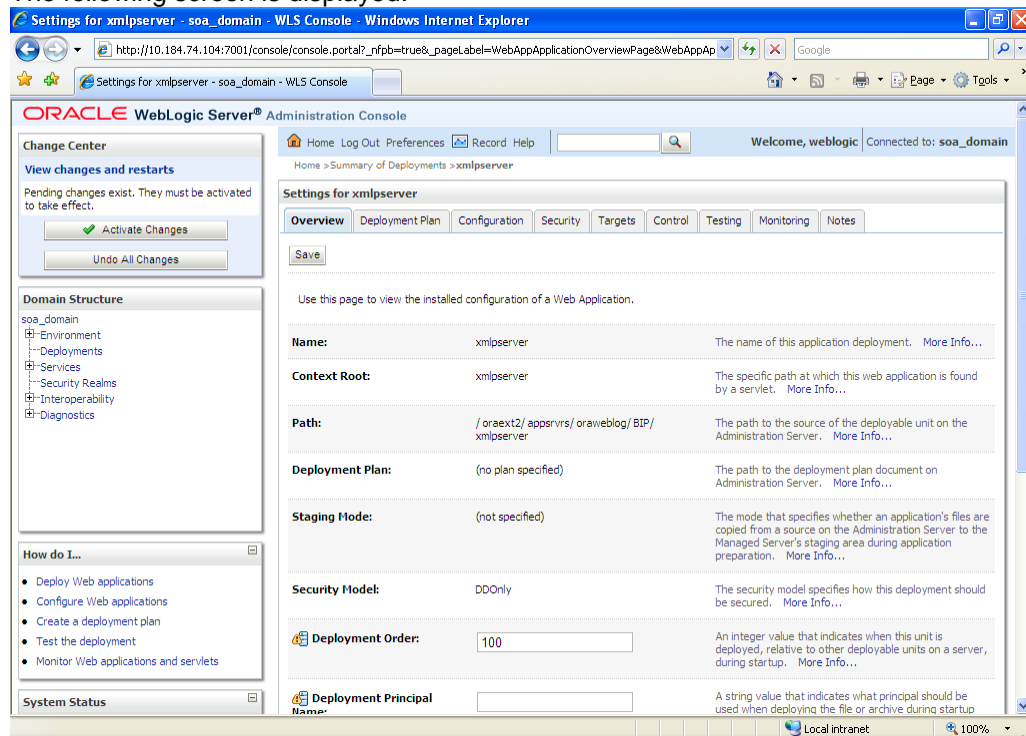 The following screen is displayed.
Settings for xmlpserver - soa_domain - WLS Console - Windows Internet Explorer
http://10.184.74.104:7001/console/console.portal?_nfpb=true&_pageLabel=WebAppApplicationOverviewPage&WebAppAp
Google
Settings for xmlpserver - soa_domain - WLS Console
Page
Tools
ORACLE WebLogic Server® Administration Console
Change Center
View changes and restarts
Pending changes exist. They must be activated
to take effect.
Activate Changes
Undo All Changes
Domain Structure
soa_domain
Environment
Deployments
Services
Security Realms
Interoperability
Diagnostics
How do I...
Deploy Web applications
Configure Web applications
Create a deployment plan
Test the deployment
Monitor Web applications and servlets
System Status
Home Log Out Preferences Record Help
Welcome, weblogic Connected to: soa_domain
Home >Summary of Deployments >xmlpserver
Settings for xmlpserver
Overview Deployment Plan Configuration Security Targets Control Testing Monitoring Notes
Save
Use this page to view the installed configuration of a Web Application.
Name: xmlpserver The name of this application deployment. More Info...
Context Root: xmlpserver The specific path at which this web application is found
by a servlet. More Info...
Path: / oraext2/ appsrvrs/ oraweblog/ BIP/ The path to the source of the deployable unit on the
xmlpserver Administration Server. More Info...
Deployment Plan: (no plan specified) The path to the deployment plan document on
Administration Server. More Info...
Staging Mode: (not specified) The mode that specifies whether an application's files are
copied from a source on the Administration Server to the
Managed Server's staging area during application
preparation. More Info...
Security Model: DDOnly The security model specifies how this deployment should
be secured. More Info...
Deployment Order: 100 An integer value that indicates when this unit is
deployed, relative to other deployable units on a server,
during startup. More Info...
Deployment Principal A string value that indicates what principal should be
Name: used when deploying the file or archive during startup
Local intranet
100%